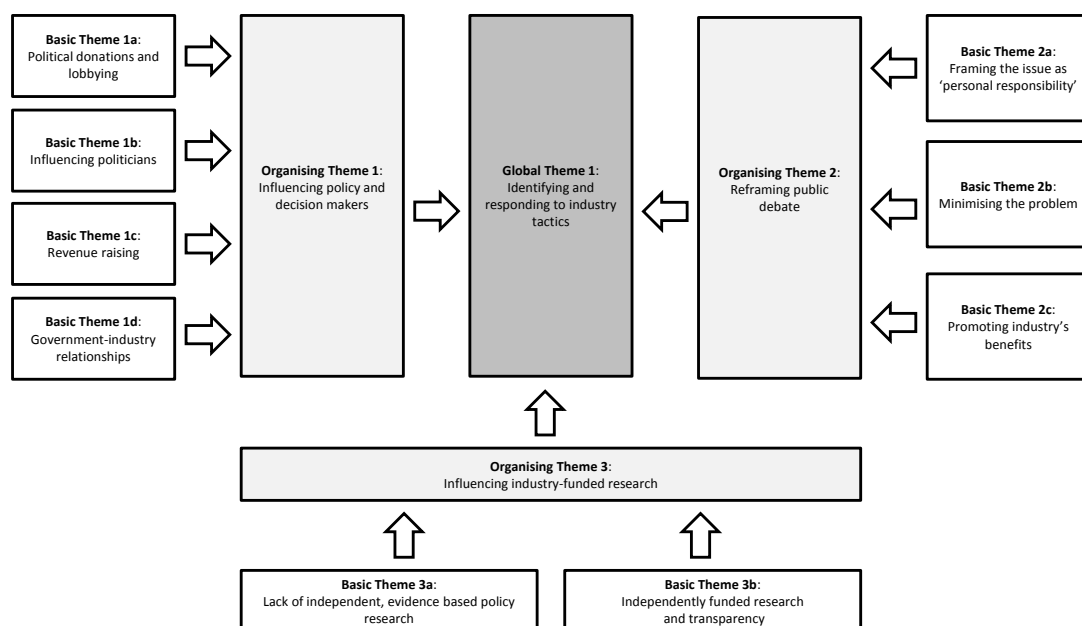 Basic Theme 1a:
Political donations and
lobbying
Basic Theme 1b:
Influencing politicians
Basic Theme 1c:
Revenue raising
Basic Theme 1d:
Government-industry
relationships
Organising Theme 1:
Influencing policy and
decision makers
Global Theme 1:
Identifying and
responding to industry
tactics
Organising Theme 2:
Reframing public
debate
Basic Theme 2a:
Framing the issue as
‘personal responsibility’
Basic Theme 2b:
Minimising the problem
Basic Theme 2c:
Promoting industry’s
benefits
Organising Theme 3:
Influencing industry-funded research
Basic Theme 3a:
Lack of independent, evidence based policy
research
Basic Theme 3b:
Independently funded research
and transparency